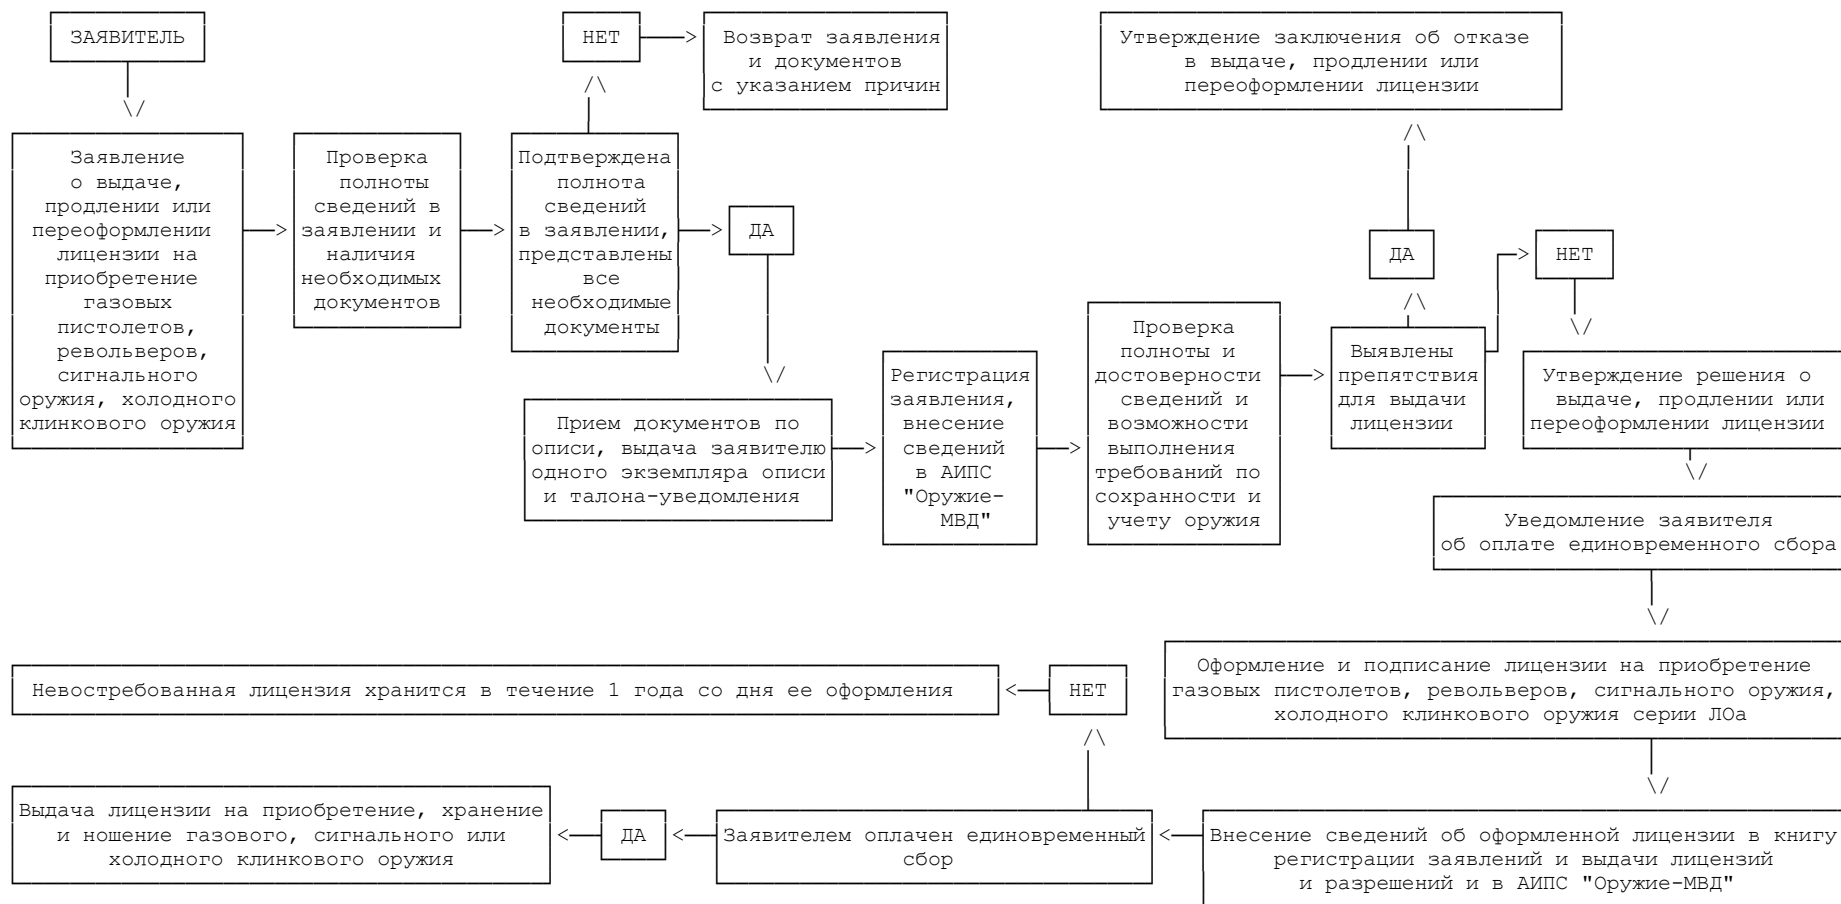 ЗАЯВИТЕЛЬ
НЕТ
Возврат заявления
и документов
с указанием причин
Утверждение заключения об отказе
в выдаче, продлении или
переоформлении лицензии
Заявление
о выдаче,
продлении или
переоформлении
лицензии на
приобретение
газовых
пистолетов,
револьверов,
сигнального
оружия, холодного
клинкового оружия
Проверка
полноты
сведений в
заявлении и
наличия
необходимых
документов
Подтверждена
полнота
сведений
в заявлении,
представлены
все
необходимые
документы
ДА
Прием документов по
описи, выдача заявителю
одного экземпляра описи
и талона-уведомления
Регистрация
заявления,
внесение
сведений
в АИПС
"Оружие-
МВД"
Проверка
полноты и
достоверности
сведений и
возможности
выполнения
требований по
сохранности и
учету оружия
Выявлены
препятствия
для выдачи
лицензии
ДА
НЕТ
Утверждение решения о
выдаче, продлении или
переоформлении лицензии
Уведомление заявителя
об оплате единовременного сбора
Оформление и подписание лицензии на приобретение
газовых пистолетов, револьверов, сигнального оружия,
холодного клинкового оружия серии ЛОа
Внесение сведений об оформленной лицензии в книгу
регистрации заявлений и выдачи лицензий
и разрешений и в АИПС "Оружие-МВД"
Заявителем оплачен единовременный
сбор
НЕТ
Невостребованная лицензия хранится в течение 1 года со дня ее оформления
ДА
Выдача лицензии на приобретение, хранение
и ношение газового, сигнального или
холодного клинкового оружия